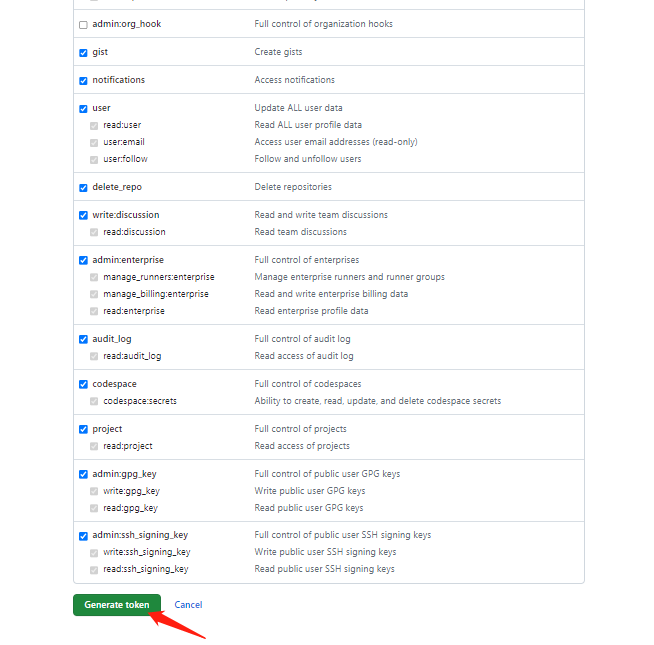 admin:org_hook Full control of organization hooks
gist Create gists
notifications Access notifications
user Update ALL user data
read:user Read ALL user profile data
user:email Access user email addresses (read-only)
user:follow Follow and unfollow users
delete_repo Delete repositories
write:discussion Read and write team discussions
read:discussion Read team discussions
admin:enterprise Full control of enterprises
manage_runners:enterprise Manage enterprise runners and runner groups
manage_billing:enterprise Read and write enterprise billing data
read:enterprise Read enterprise profile data
audit_log Full control of audit log
read:audit_log Read access of audit log
codespace Full control of codespaces
codespace:secrets Ability to create, read, update, and delete codespace secrets
project Full control of projects
read:project Read access of projects
admin:gpg_key Full control of public user GPG keys
write:gpg_key Write public user GPG keys
read:gpg_key Read public user GPG keys
admin:ssh_signing_key Full control of public user SSH signing keys
write:ssh_signing_key Write public user SSH signing keys
read:ssh_signing_key Read public user SSH signing keys
Generate token Cancel